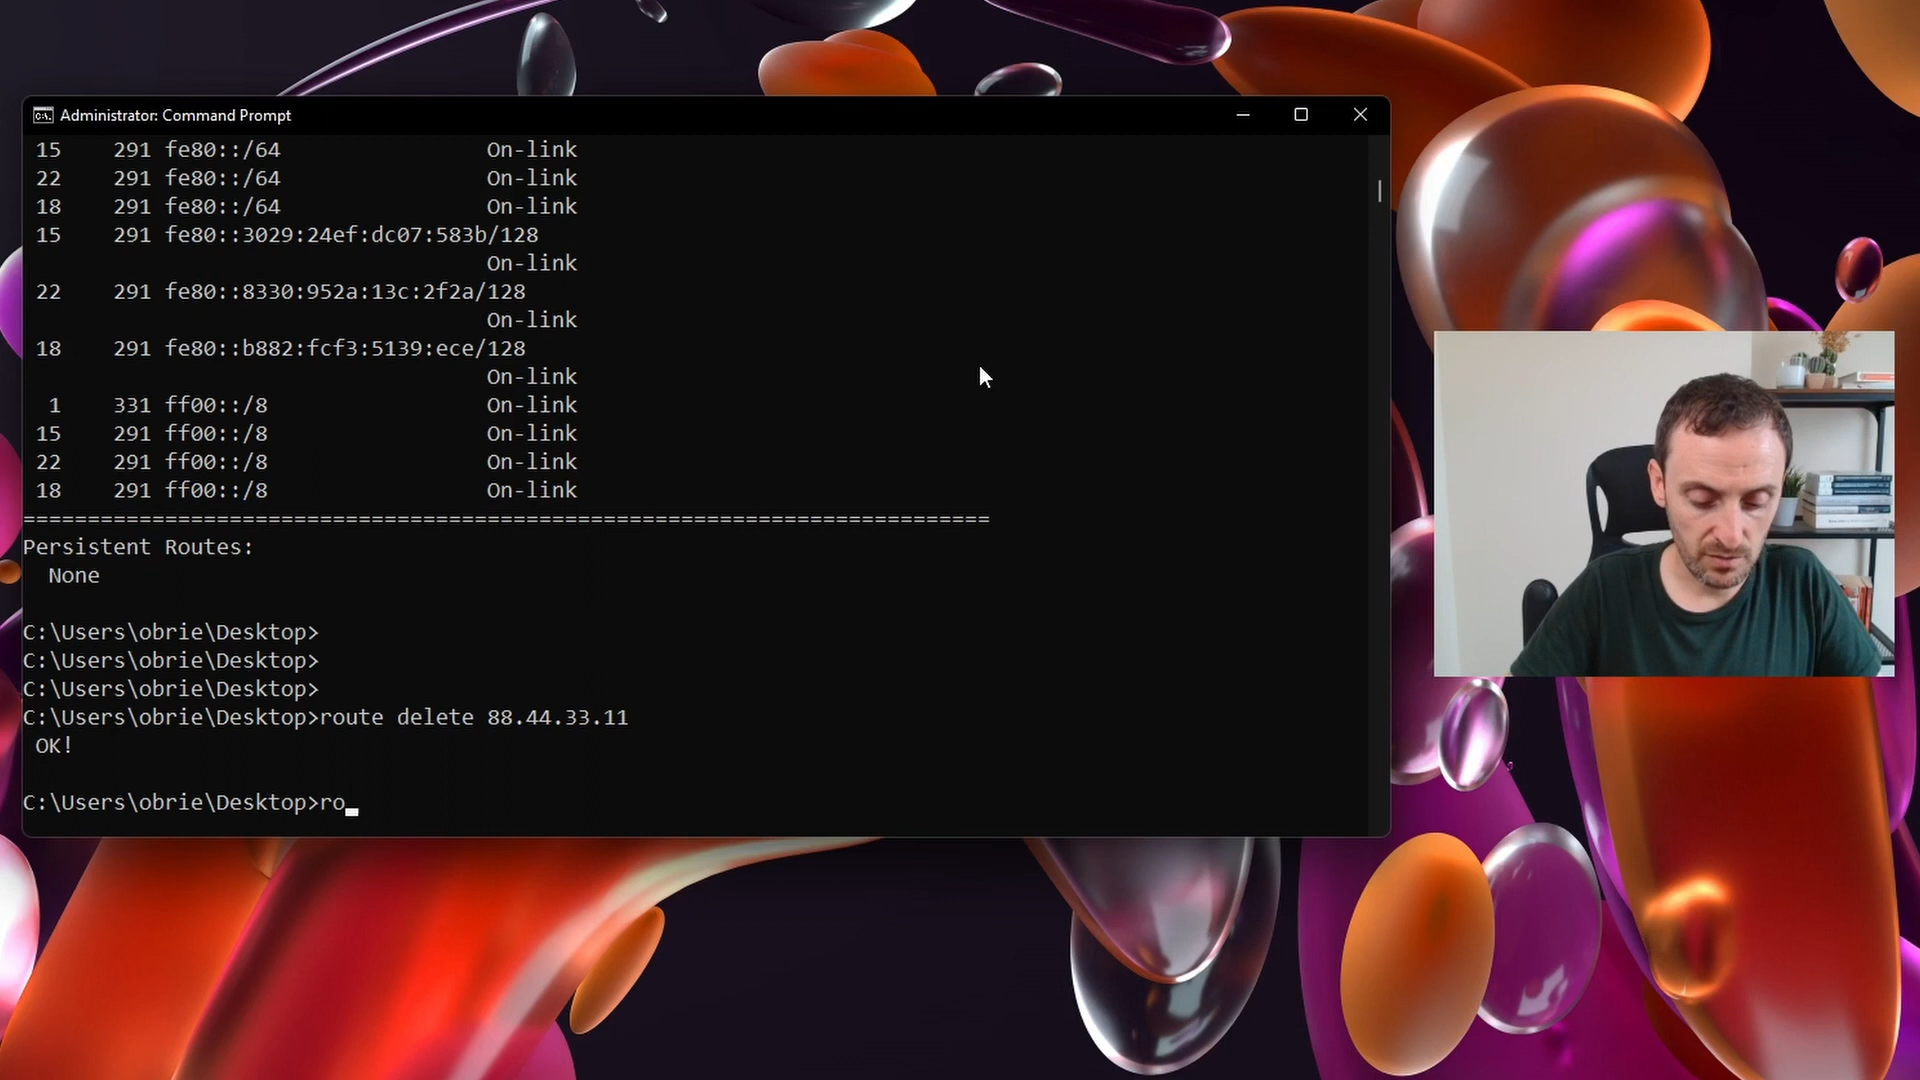 Administrator: Command Prompt
15 291 fe80::/64 On-link
22 291 fe80::/64 On-link
18 291 fe80::/64 On-link
15 291 fe80::3029:24ef:dc07:583b/128
On-link
22 291 fe80::8330:952a:13c:2f2a/128
On-link
18 291 fe80::b882:fcf3:5139:ece/128
On-link
1 331 ff00::/8 On-link
15 291 ff00::/8 On-link
22 291 ff00::/8 On-link
18 291 ff00::/8 On-link
===========================================================================
Persistent Routes:
None
C:\Users\obrie\Desktop>
C:\Users\obrie\Desktop>
C:\Users\obrie\Desktop>
C:\Users\obrie\Desktop>route delete 88.44.33.11
OK!
C:\Users\obrie\Desktop>ro_